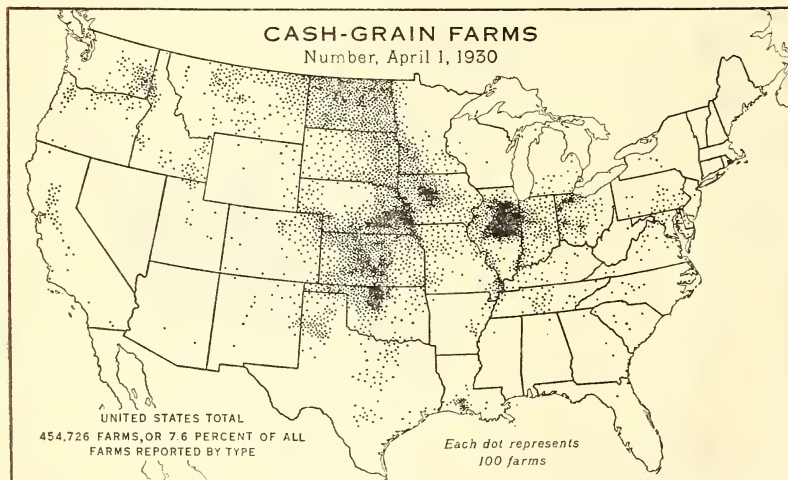 CASH-GRAIN FARMS
Number, April 1, 1930
UNITED STATES TOTAL
454,726 FARMS, OR 7.6 PERCENT OF ALL
FARMS REPORTED BY TYPE
Each dot represents
100 farms